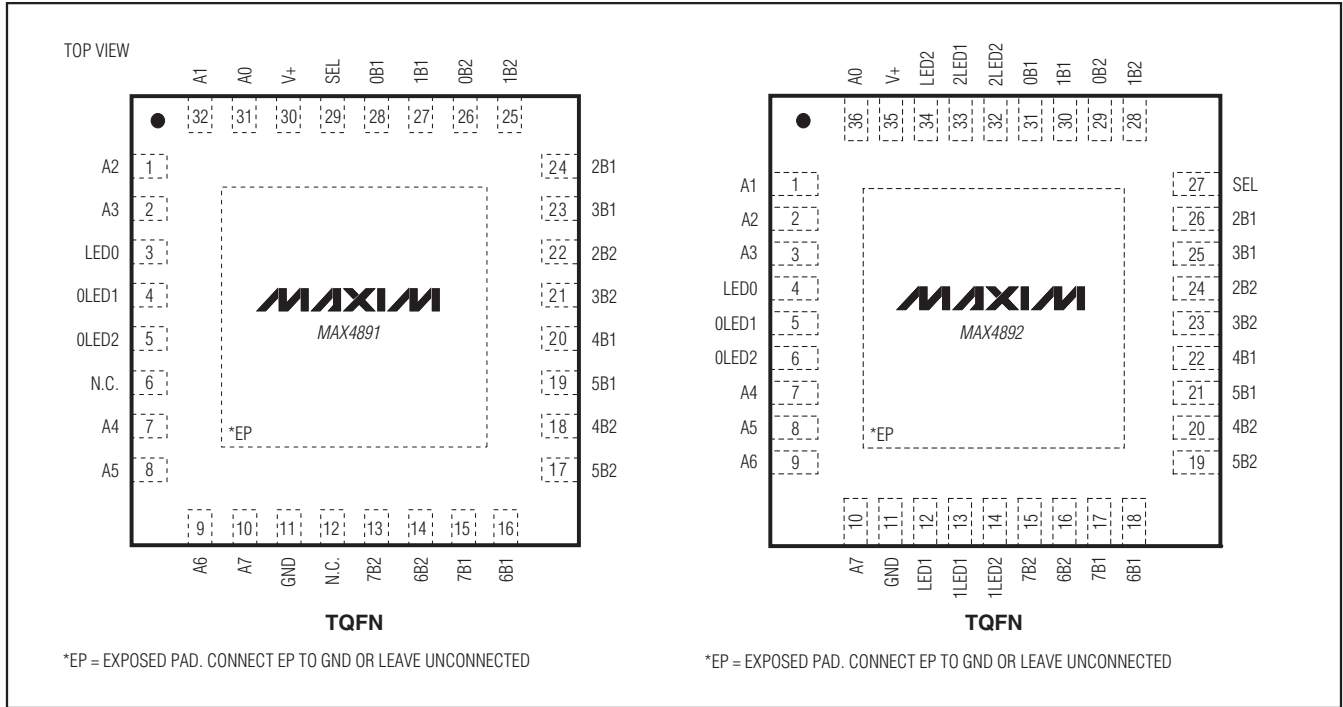 TOP VIEW
A1 A0 V+ SEL 0B1 1B1 0B2 1B2
32 31 30 29 28 27 26 25
A2 1 24 2B1
A3 2 23 3B1
LED0 3 22 2B2
0LED1 4 21 3B2
0LED2 5 20 4B1
N.C. 6 19 5B1
A4 7 18 4B2
A5 8 17 5B2
MAXIM
MAX4891
*EP
9 10 11 12 13 14 15 16
A6 A7 GND N.C. 7B2 6B2 7B1 6B1
TQFN
*EP = EXPOSED PAD. CONNECT EP TO GND OR LEAVE UNCONNECTED
A0 V+ LED2 2LED1 2LED2 0B1 1B1 0B2 1B2
36 35 34 33 32 31 30 29 28
A1 1 27 SEL
A2 2 26 2B1
A3 3 25 3B1
LED0 4 24 2B2
0LED1 5 23 3B2
0LED2 6 22 4B1
A4 7 21 5B1
A5 8 20 4B2
A6 9 19 5B2
MAXIM
MAX4892
*EP
10 11 12 13 14 15 16 17 18
A7 GND LED1 1LED1 1LED2 7B2 6B2 7B1 6B1
TQFN
*EP = EXPOSED PAD. CONNECT EP TO GND OR LEAVE UNCONNECTED